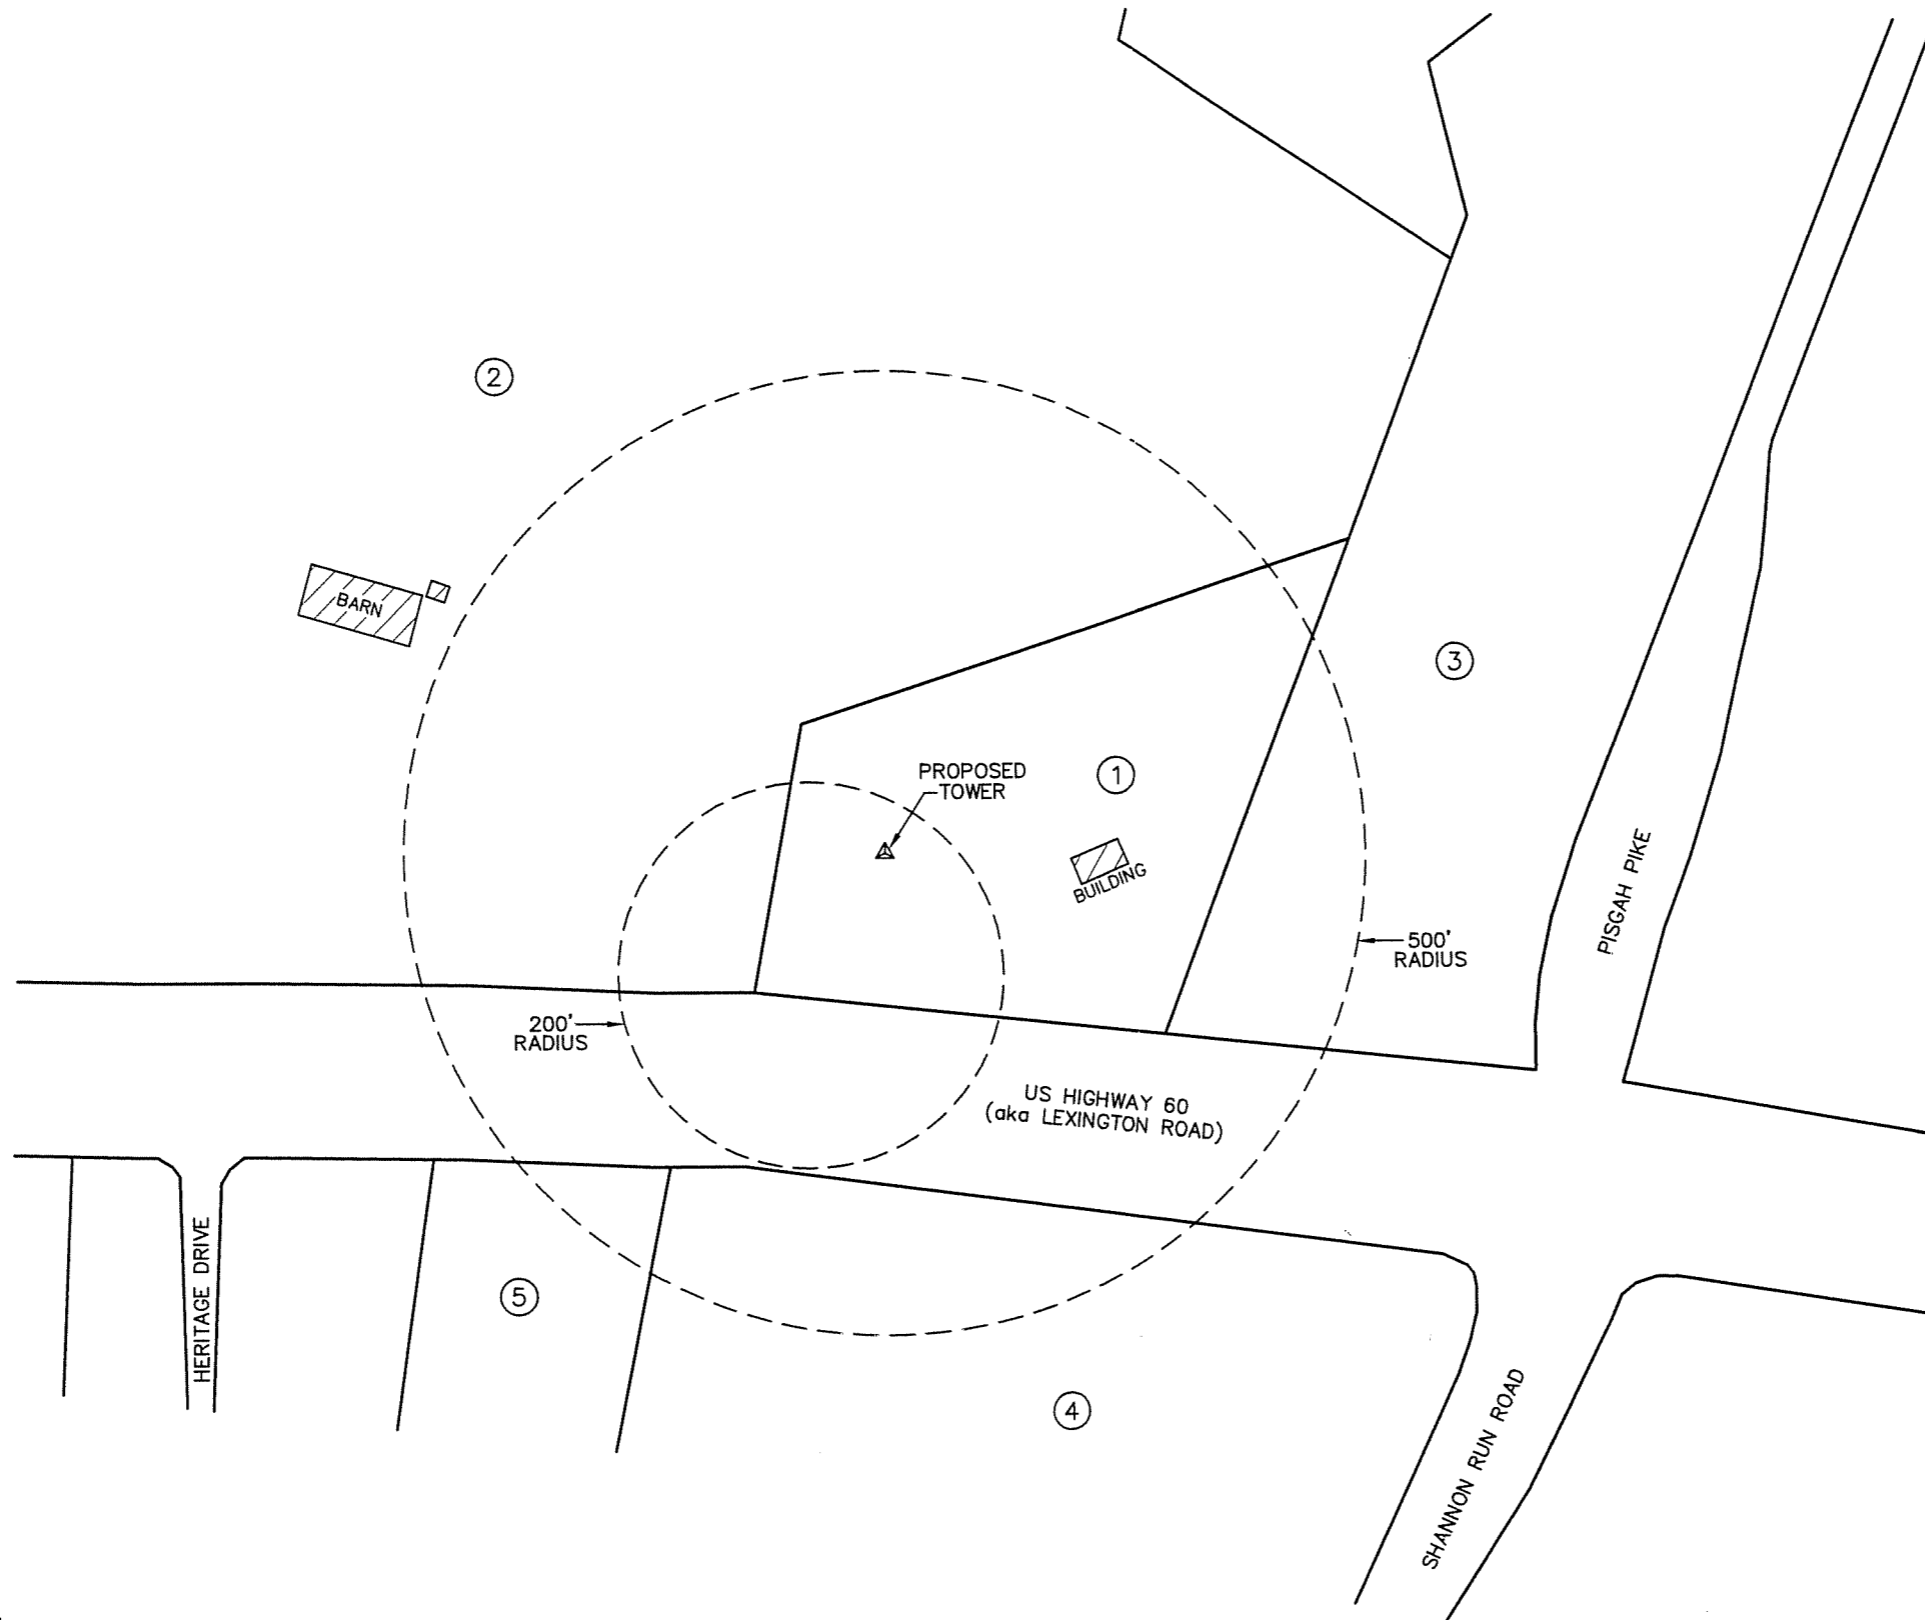 2
BARN
3
PROPOSED
TOWER
1
BUILDING
PISGAH PIKE
500'
RADIUS
200'
RADIUS
US HIGHWAY 60
(aka LEXINGTON ROAD)
HERITAGE DRIVE
5
4
SHANNON RUN ROAD